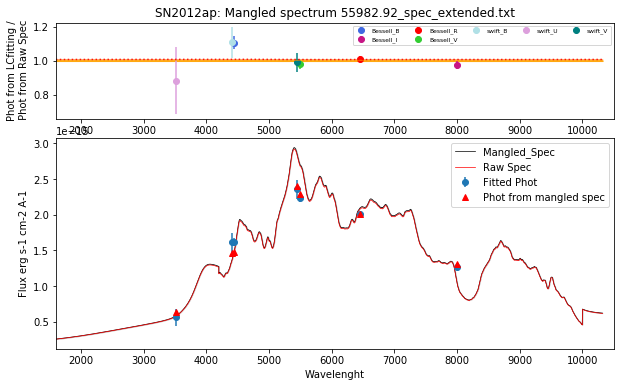 SN2012ap: Mangled spectrum 55982.92_spec_extended.txt
Phot from LCfitting /
Phot from Raw Spec
1.2
1.0
0.8
Bessell_B Bessell_R swift_B swift_U swift_V
Bessell_I Bessell_V
2000 3000 4000 5000 6000 7000 8000 9000 10000
Flux erg s-1 cm-2 A-1
3.0
2.5
2.0
1.5
1.0
0.5
Mangled_Spec
Raw Spec
Fitted Phot
Phot from mangled spec
2000 3000 4000 5000 6000 7000 8000 9000 10000
Wavelenght